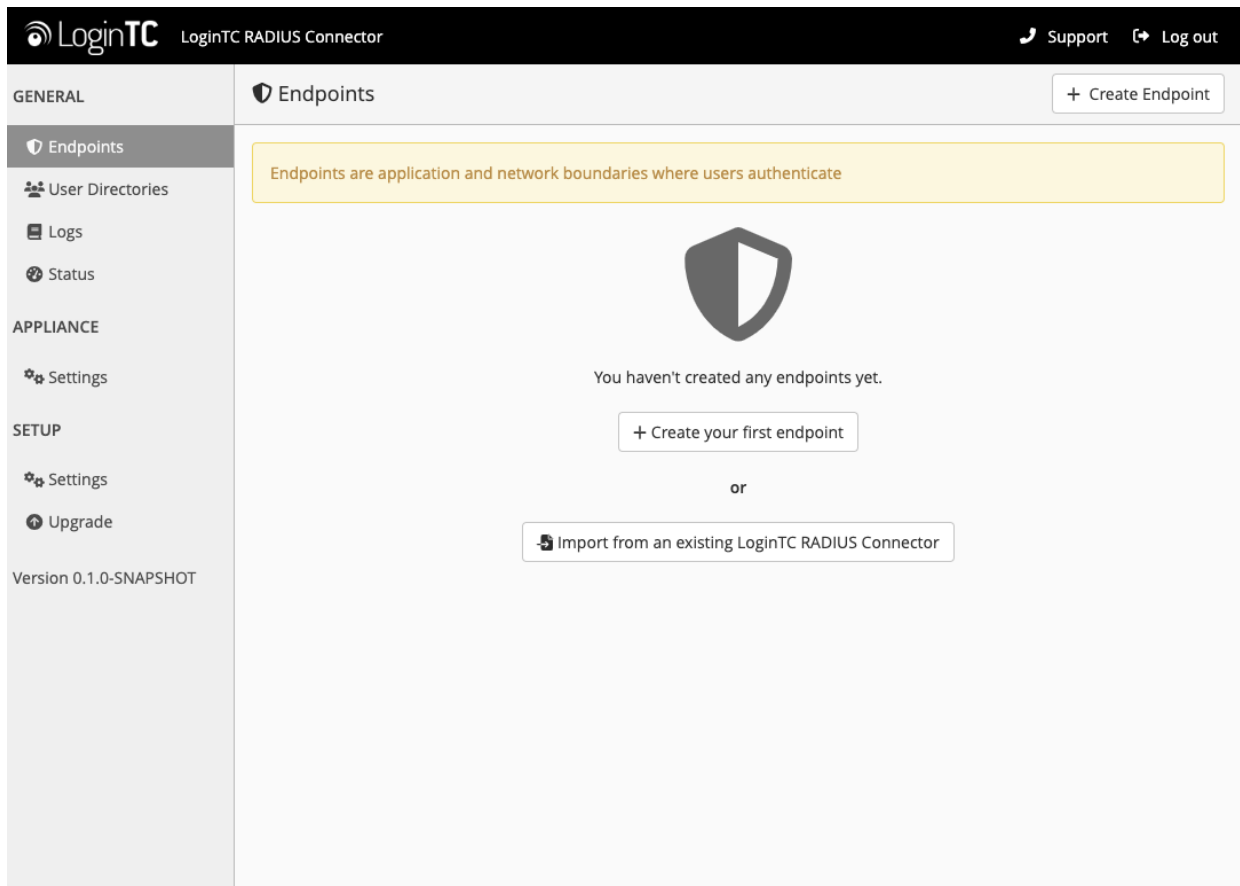 LoginTC LoginTC RADIUS Connector Support Log out
GENERAL
Endpoints
User Directories
Logs
Status
APPLIANCE
Settings
SETUP
Settings
Upgrade
Version 0.1.0-SNAPSHOT
Endpoints
+ Create Endpoint
Endpoints are application and network boundaries where users authenticate
You haven't created any endpoints yet.
+ Create your first endpoint
or
Import from an existing LoginTC RADIUS Connector